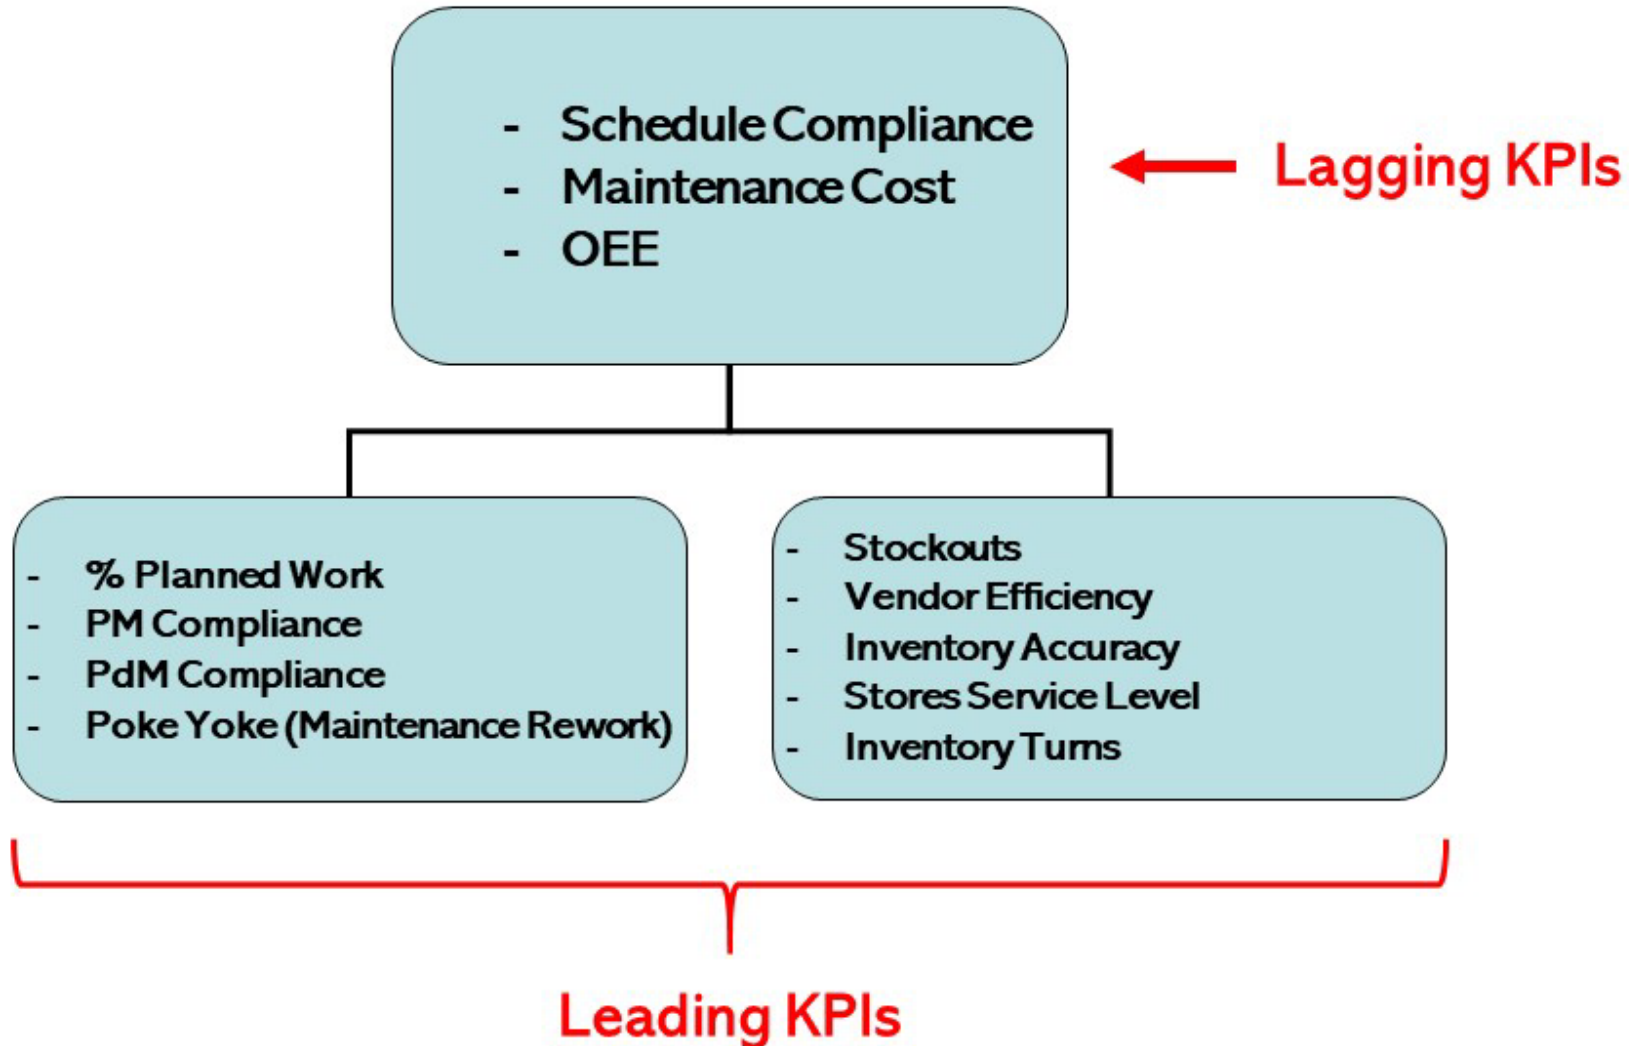 - Schedule Compliance
- Maintenance Cost
- OEE
Lagging KPIs
- % Planned Work
- PM Compliance
- PdM Compliance
- Poke Yoke (Maintenance Rework)
- Stockouts
- Vendor Efficiency
- Inventory Accuracy
- Stores Service Level
- Inventory Turns
Leading KPIs